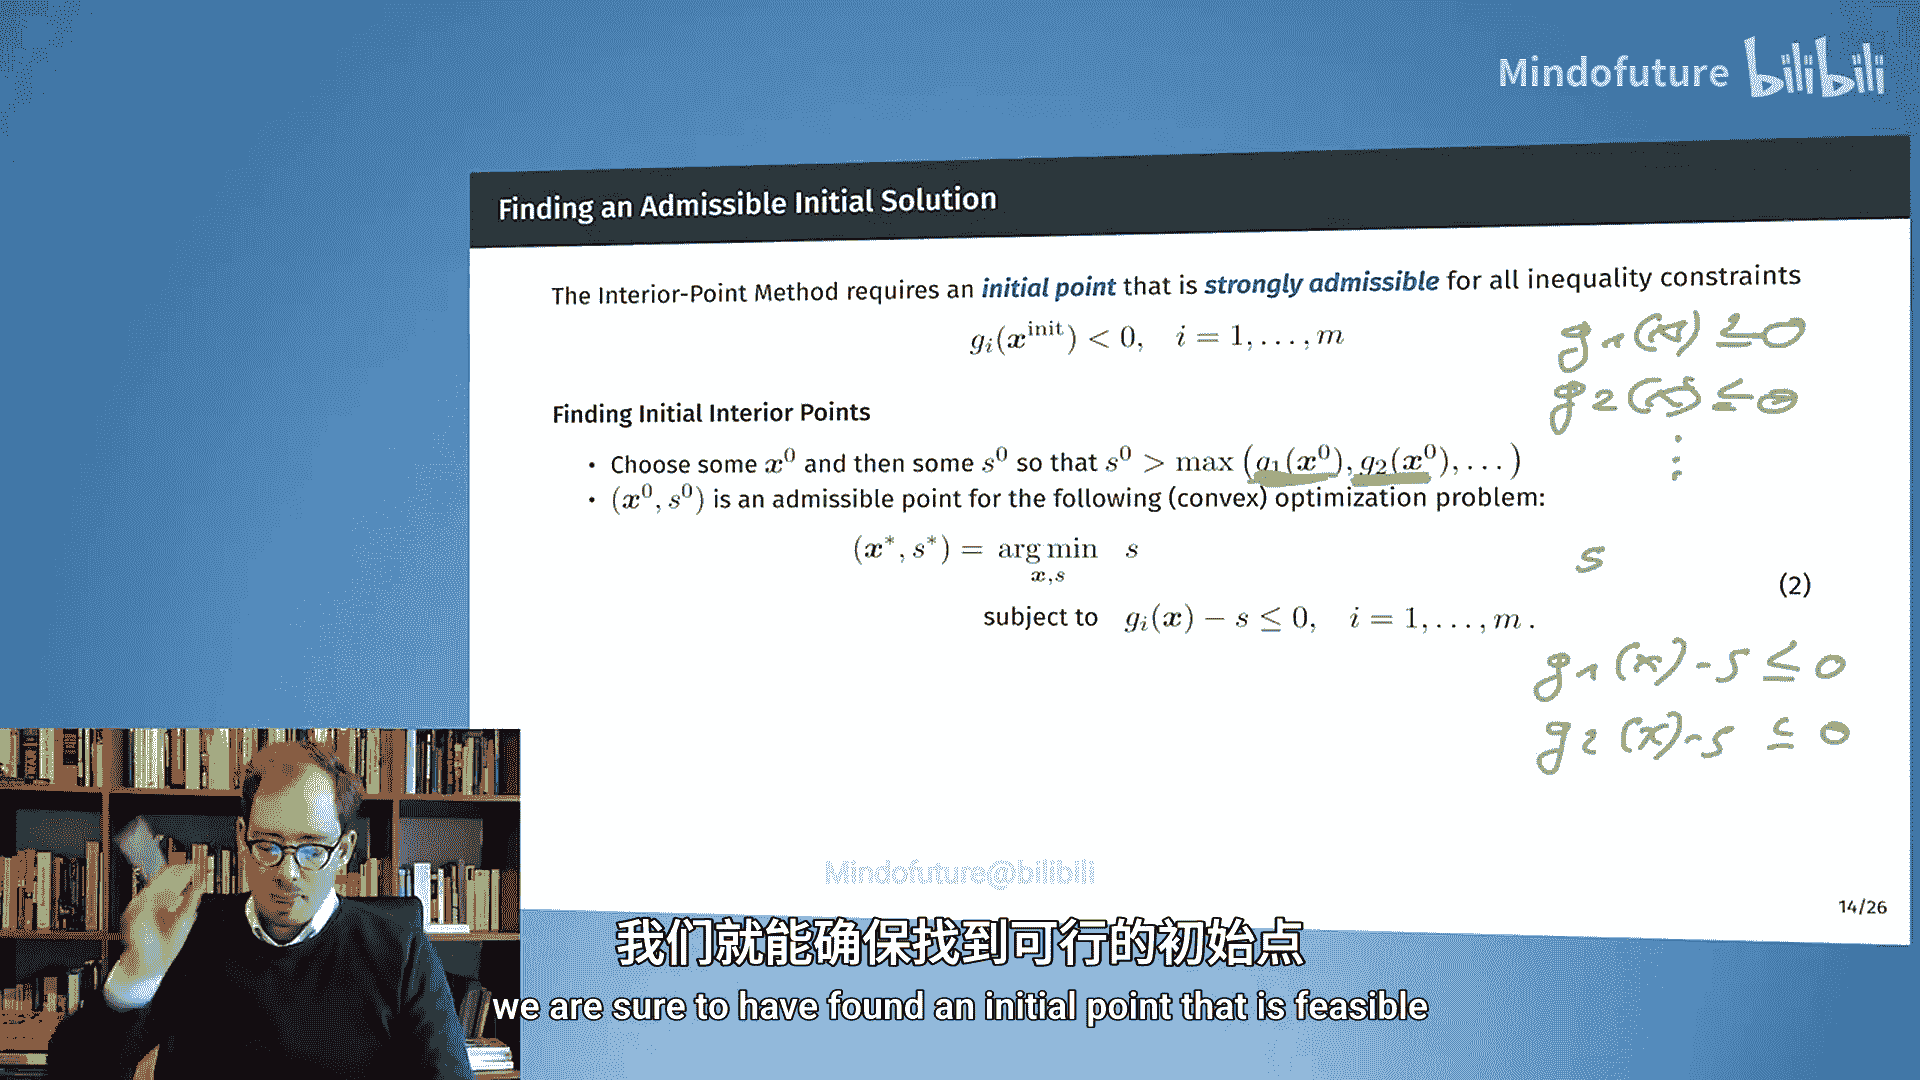 Mindofuture bilibili
Finding an Admissible Initial Solution
The Interior-Point Method requires an initial point that is strongly admissible for all inequality constraints
g_i(x^init) < 0, i = 1, . . . , m
g1(x) ≤ 0
g2(x) ≤ 0
⋮
Finding Initial Interior Points
• Choose some x^0 and then some s^0 so that s^0 > max (g_1(x^0), g_2(x^0), . . . )
• (x^0, s^0) is an admissible point for the following (convex) optimization problem:
(x^*, s^*) = arg min s
x,s
s
(2)
subject to g_i(x) − s ≤ 0, i = 1, . . . , m .
g1(x)-s ≤ 0
g2(x)-s ≤ 0
Mindofuture@bilibili
14/26
我们就能确保找到可行的初始点
we are sure to have found an initial point that is feasible